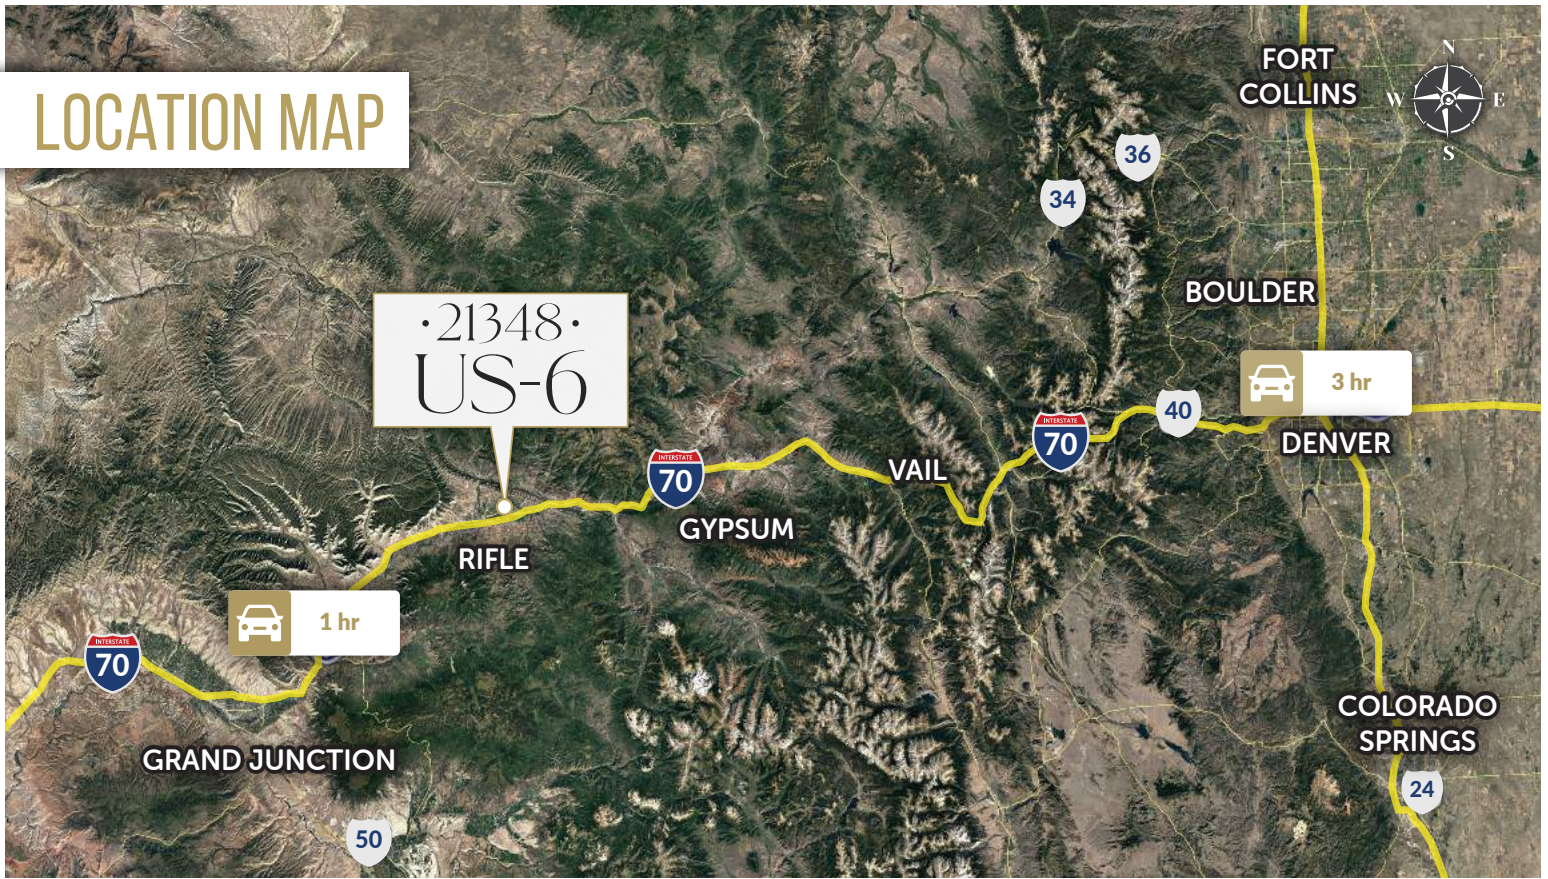 LOCATION MAP
FORT
COLLINS
N
W
E
S
36
34
BOULDER
·21348·
US-6
3 hr
40
INTERSTATE
70
DENVER
VAIL
INTERSTATE
70
GYPSUM
RIFLE
1 hr
INTERSTATE
70
COLORADO
SPRINGS
GRAND JUNCTION
24
50